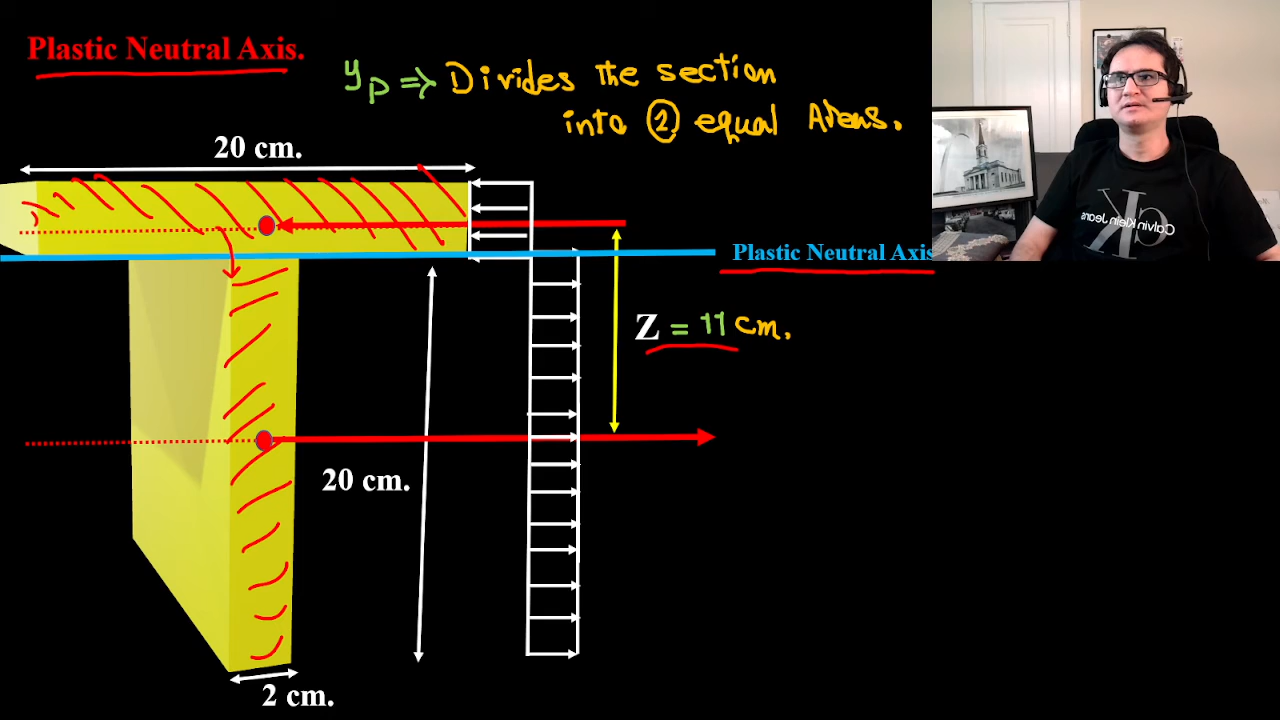 Plastic Neutral Axis.
yp => Divides the section
into 2 equal Areas.
20 cm.
Plastic Neutral Axis
Z = 11 cm.
20 cm.
2 cm.
CK
Calvin Klein Jeans